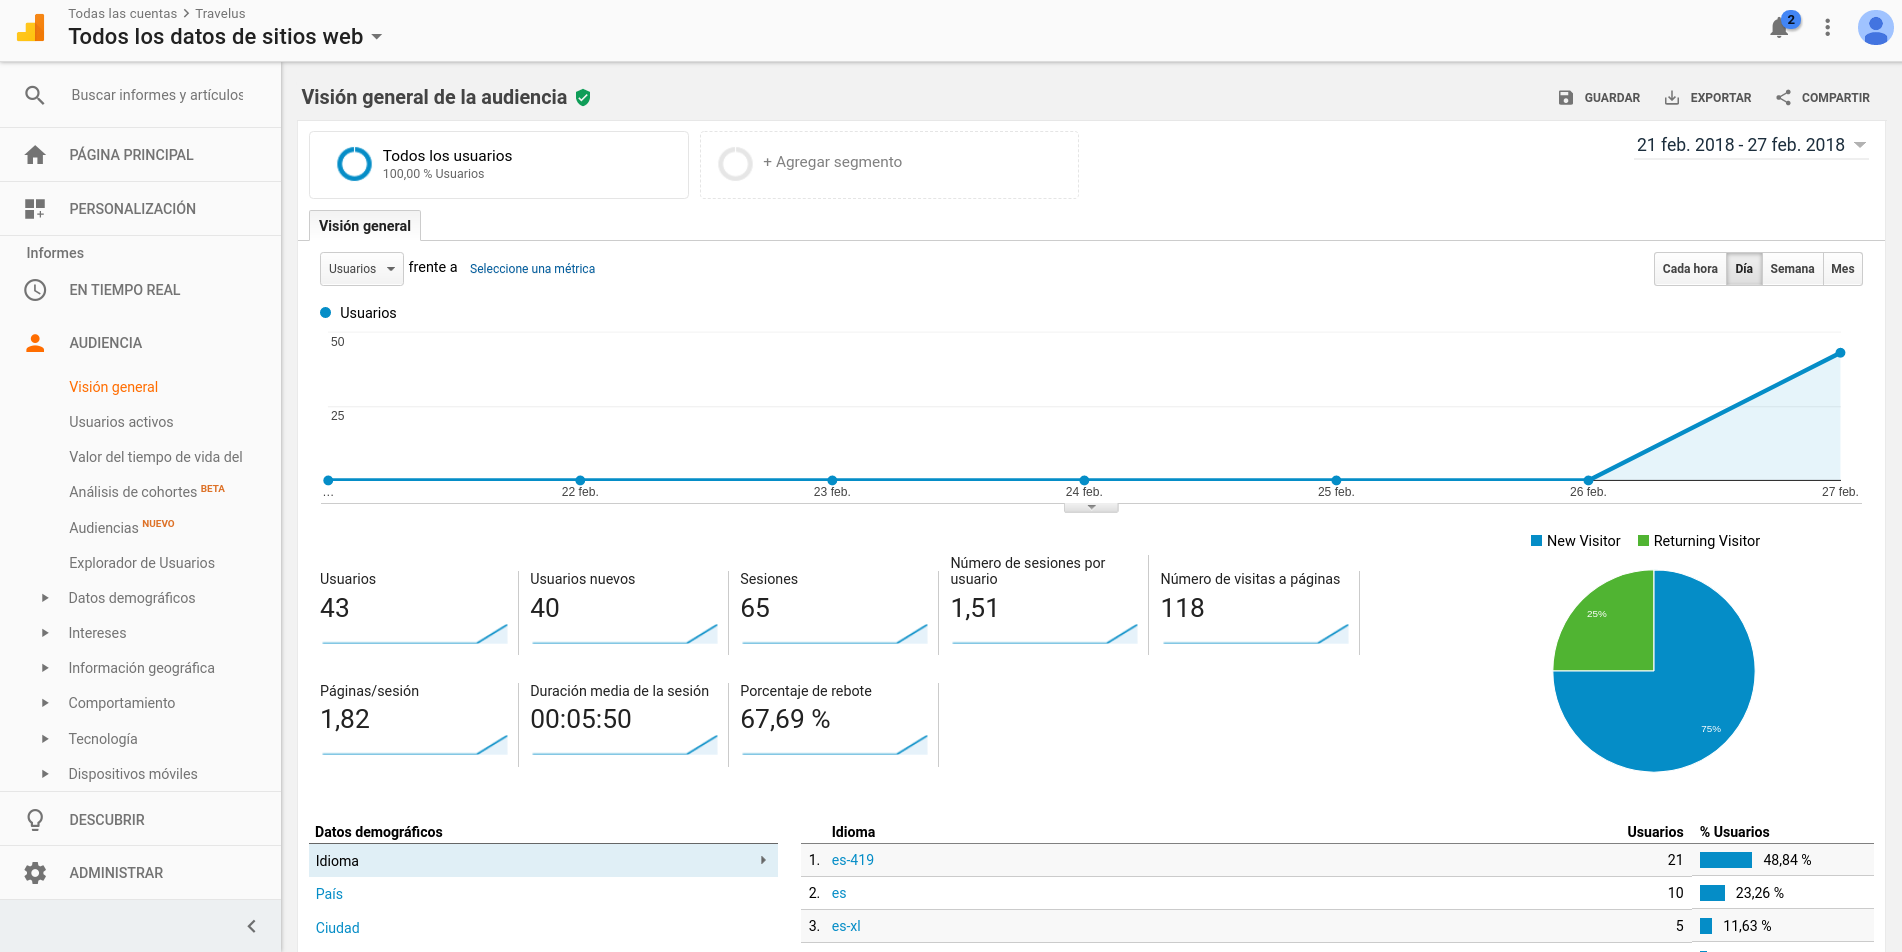 Todas las cuentas > Travelus
Todos los datos de sitios web
2
Buscar informes y artículos
PÁGINA PRINCIPAL
PERSONALIZACIÓN
Informes
EN TIEMPO REAL
AUDIENCIA
Visión general
Usuarios activos
Valor del tiempo de vida del
Análisis de cohortes BETA
Audiencias NUEVO
Explorador de Usuarios
Datos demográficos
Intereses
Información geográfica
Comportamiento
Tecnología
Dispositivos móviles
DESCUBRIR
ADMINISTRAR
Visión general de la audiencia
GUARDAR EXPORTAR COMPARTIR
Todos los usuarios
100,00 % Usuarios
+ Agregar segmento
21 feb. 2018 - 27 feb. 2018
Visión general
Usuarios frente a Seleccione una métrica
Cada hora Día Semana Mes
Usuarios
50
25
... 22 feb. 23 feb. 24 feb. 25 feb. 26 feb. 27 feb.
New Visitor Returning Visitor
25%
75%
Usuarios
43
Usuarios nuevos
40
Sesiones
65
Número de sesiones por
usuario
1,51
Número de visitas a páginas
118
Páginas/sesión
1,82
Duración media de la sesión
00:05:50
Porcentaje de rebote
67,69 %
Datos demográficos
Idioma
País
Ciudad
Idioma Usuarios % Usuarios
1. es-419 21 48,84 %
2. es 10 23,26 %
3. es-xl 5 11,63 %